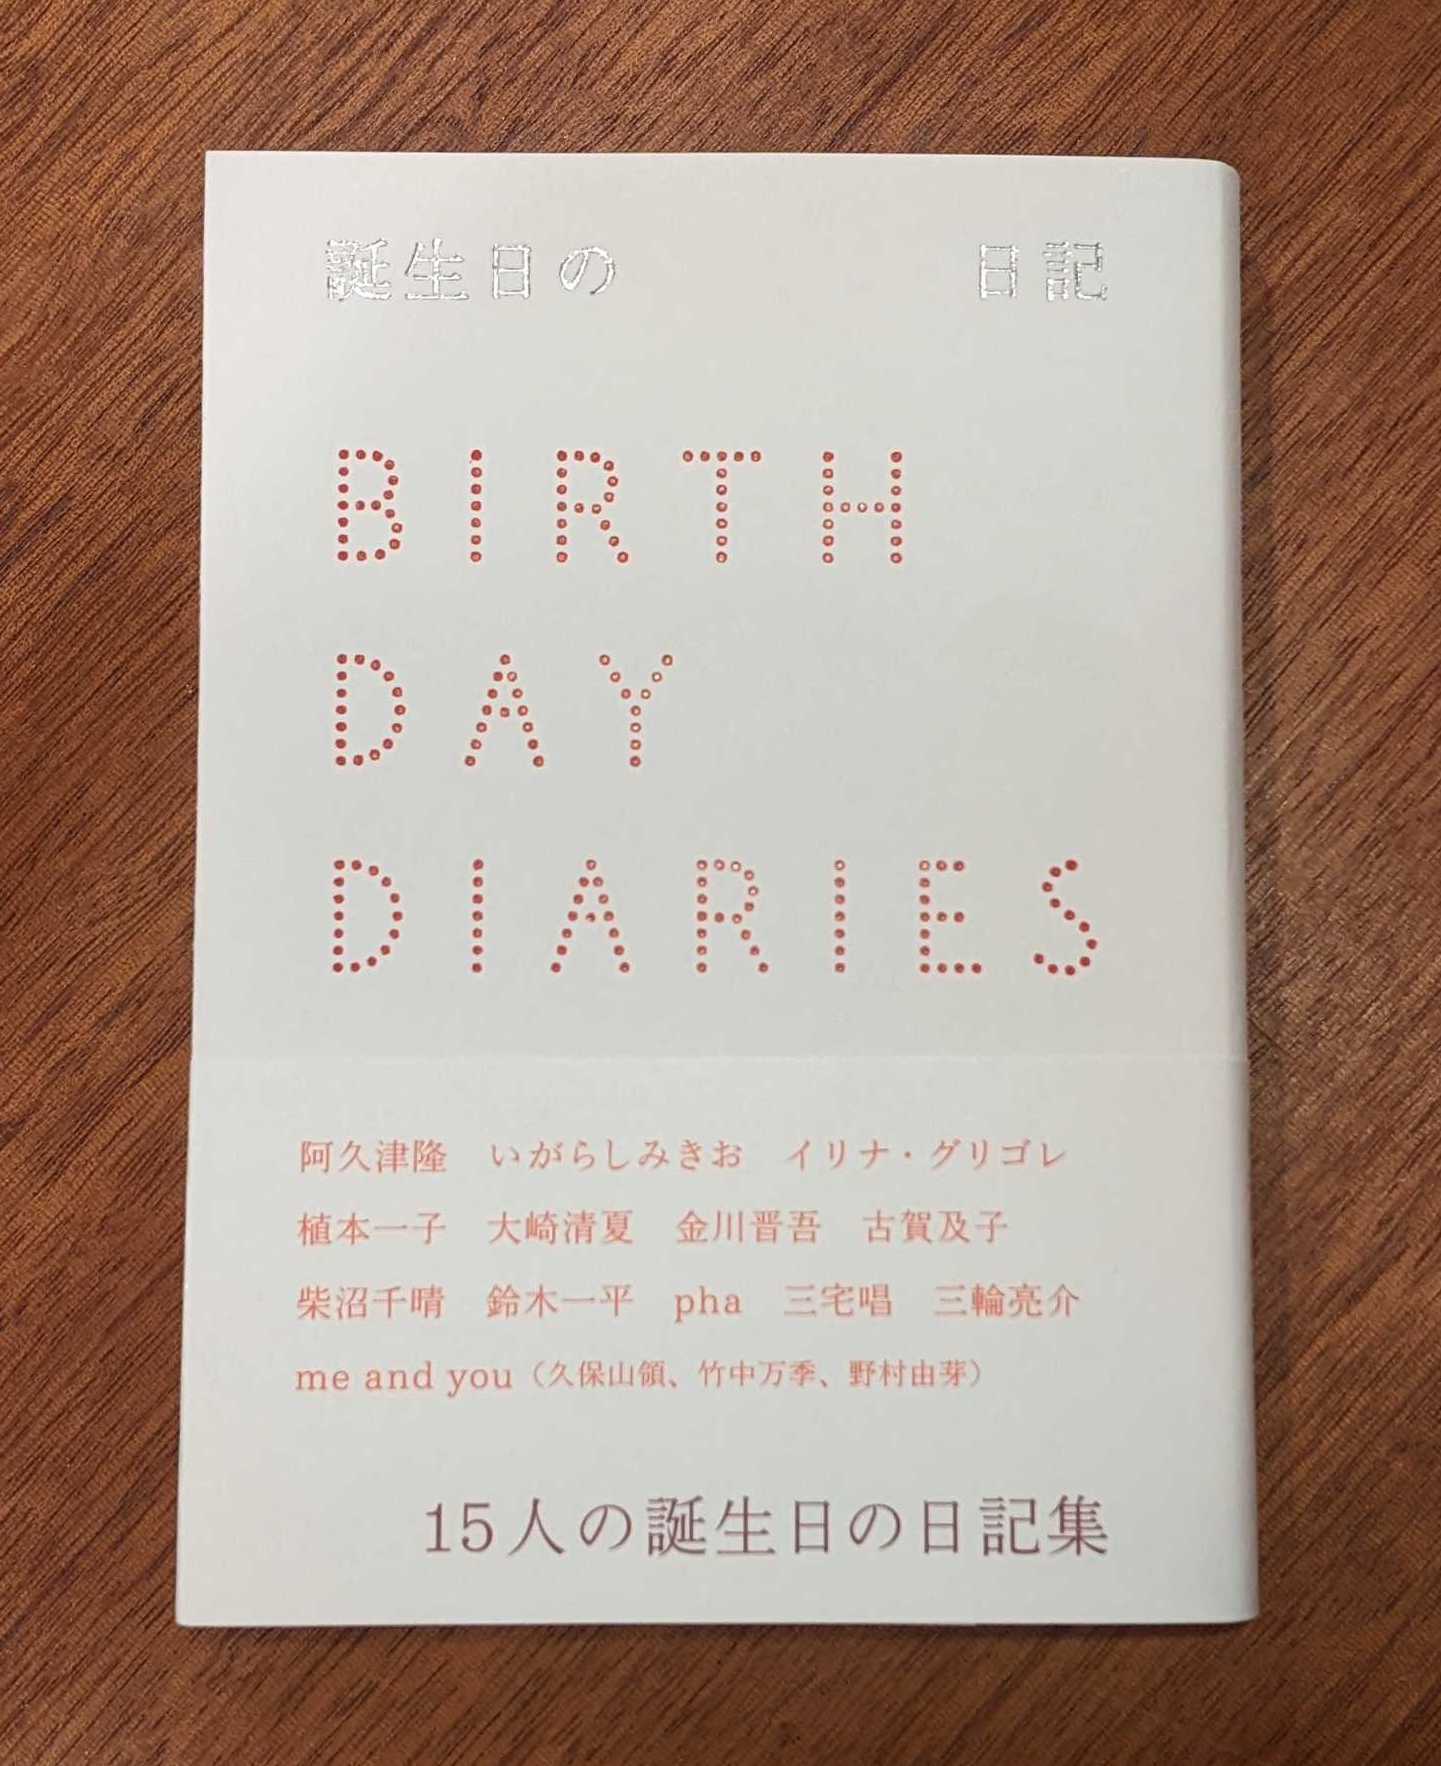 誕生日の 日記
BIRTH
DAY
DIARIES
阿久津隆 いがらしみきお イリナ・グリゴレ
植本一子 大崎清夏 金川晋吾 古賀及子
柴沼千晴 鈴木一平 pha 三宅唱 三輪亮介
me and you（久保山領、竹中万季、野村由芽）
15人の誕生日の日記集